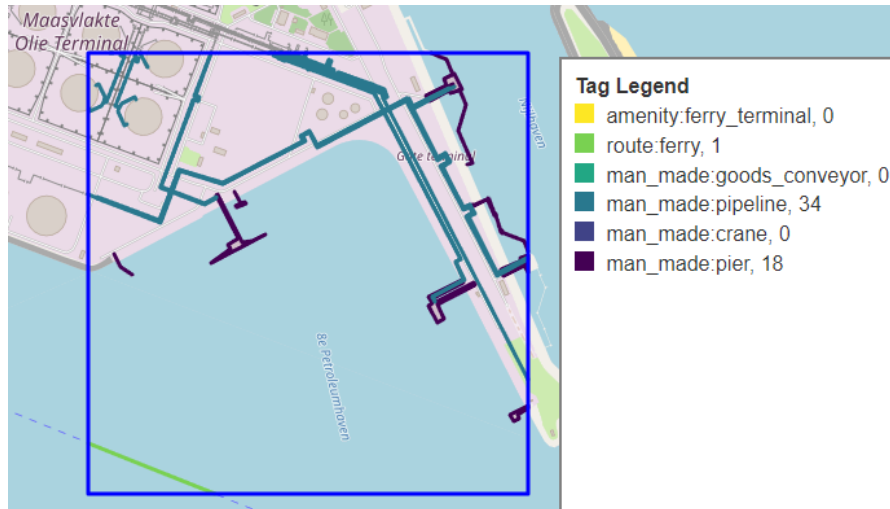 Maasvlakte
Olie Terminal
Nijlhaven
Gate terminal
8e Petroleumhaven
Tag Legend
amenity:ferry_terminal, 0
route:ferry, 1
man_made:goods_conveyor, 0
man_made:pipeline, 34
man_made:crane, 0
man_made:pier, 18